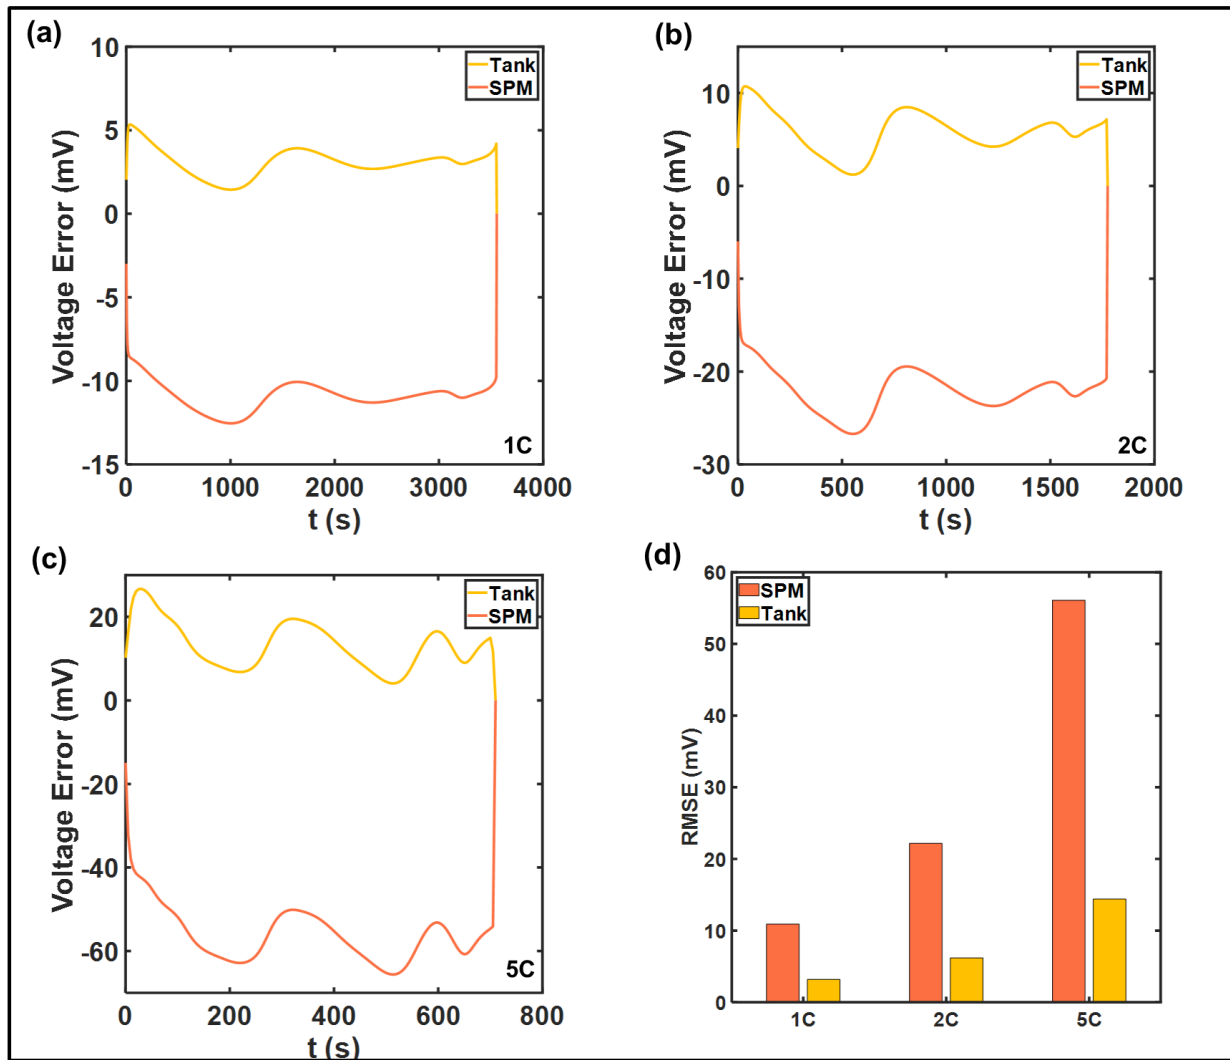 (a)
Voltage Error (mV)
10
5
0
-5
-10
-15
Tank
SPM
1C
0 1000 2000 3000 4000
t (s)
(b)
Voltage Error (mV)
10
0
-10
-20
-30
Tank
SPM
2C
0 500 1000 1500 2000
t (s)
(c)
Voltage Error (mV)
20
0
-20
-40
-60
Tank
SPM
5C
0 200 400 600 800
t (s)
(d)
RMSE (mV)
60
50
40
30
20
10
0
SPM
Tank
1C 2C 5C